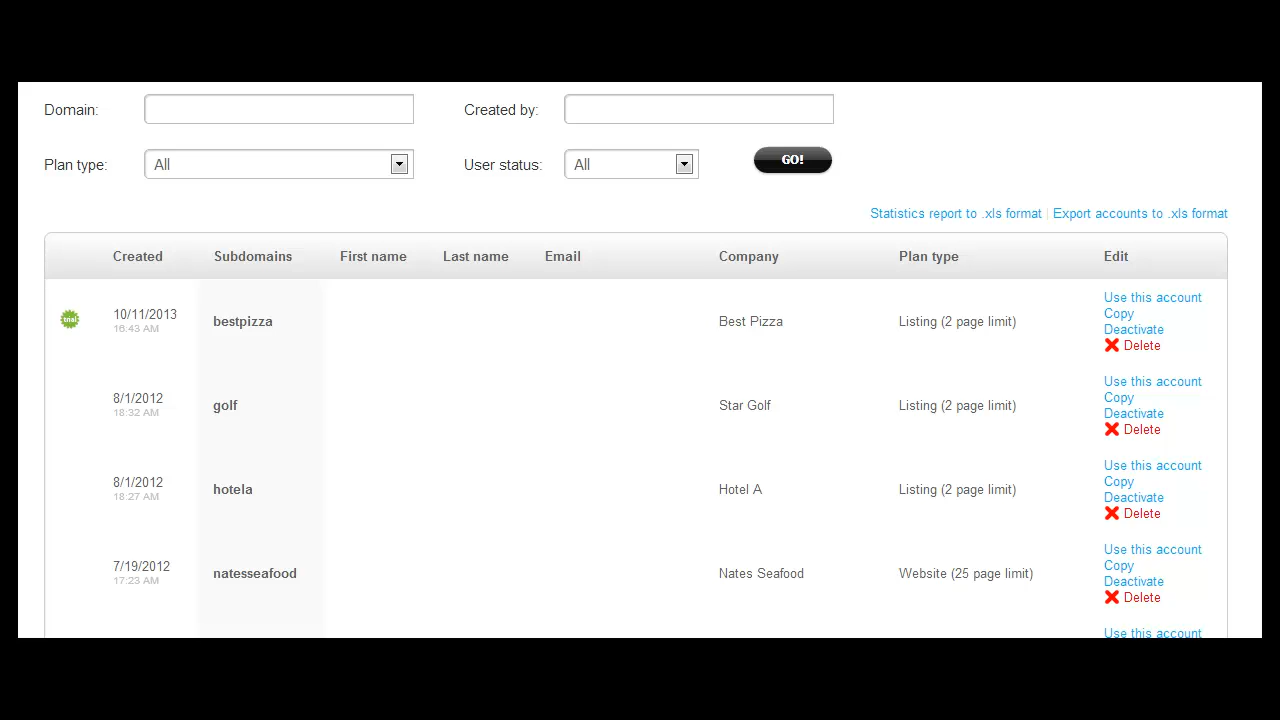 Domain: Created by:
Plan type: All User status: All GO!
Statistics report to .xls format | Export accounts to .xls format
Created Subdomains First name Last name Email Company Plan type Edit
trial 10/11/2013 16:43 AM bestpizza Best Pizza Listing (2 page limit) Use this account
Copy
Deactivate
Delete
8/1/2012 18:32 AM golf Star Golf Listing (2 page limit) Use this account
Copy
Deactivate
Delete
8/1/2012 18:27 AM hotela Hotel A Listing (2 page limit) Use this account
Copy
Deactivate
Delete
7/19/2012 17:23 AM natesseafood Nates Seafood Website (25 page limit) Use this account
Copy
Deactivate
Delete
Use this account